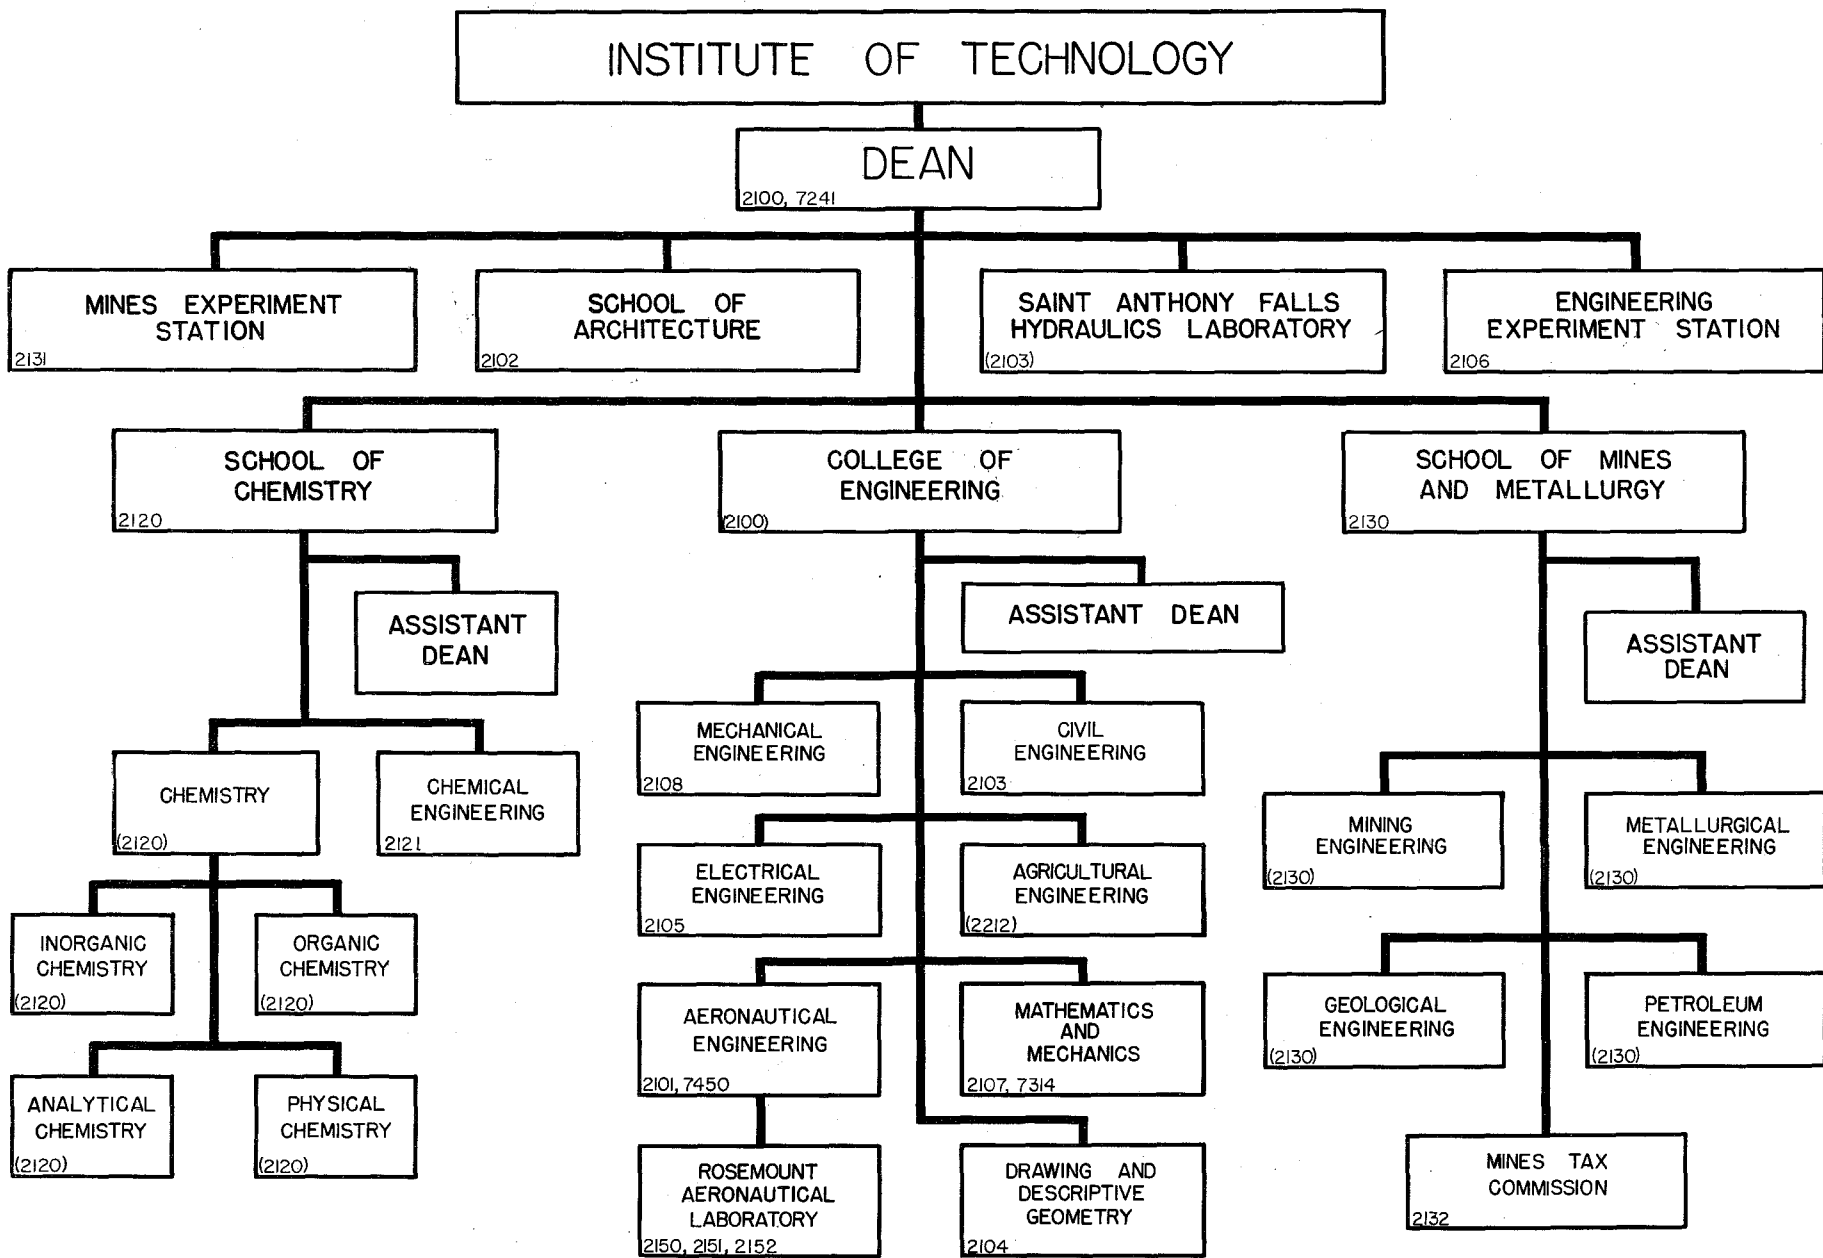 INSTITUTE OF TECHNOLOGY
DEAN
2100, 7241
MINES EXPERIMENT
STATION
2131
SCHOOL OF
ARCHITECTURE
2102
SAINT ANTHONY FALLS
HYDRAULICS LABORATORY
(2103)
ENGINEERING
EXPERIMENT STATION
2106
SCHOOL OF
CHEMISTRY
2120
COLLEGE OF
ENGINEERING
(2100)
SCHOOL OF MINES
AND METALLURGY
2130
ASSISTANT
DEAN
ASSISTANT DEAN
ASSISTANT
DEAN
CHEMISTRY
(2120)
CHEMICAL
ENGINEERING
2121
INORGANIC
CHEMISTRY
(2120)
ORGANIC
CHEMISTRY
(2120)
ANALYTICAL
CHEMISTRY
(2120)
PHYSICAL
CHEMISTRY
(2120)
MECHANICAL
ENGINEERING
2108
CIVIL
ENGINEERING
2103
ELECTRICAL
ENGINEERING
2105
AGRICULTURAL
ENGINEERING
(2212)
AERONAUTICAL
ENGINEERING
2101, 7450
MATHEMATICS
AND
MECHANICS
2107, 7314
ROSEMOUNT
AERONAUTICAL
LABORATORY
2150, 2151, 2152
DRAWING AND
DESCRIPTIVE
GEOMETRY
2104
MINING
ENGINEERING
(2130)
METALLURGICAL
ENGINEERING
(2130)
GEOLOGICAL
ENGINEERING
(2130)
PETROLEUM
ENGINEERING
(2130)
MINES TAX
COMMISSION
2132